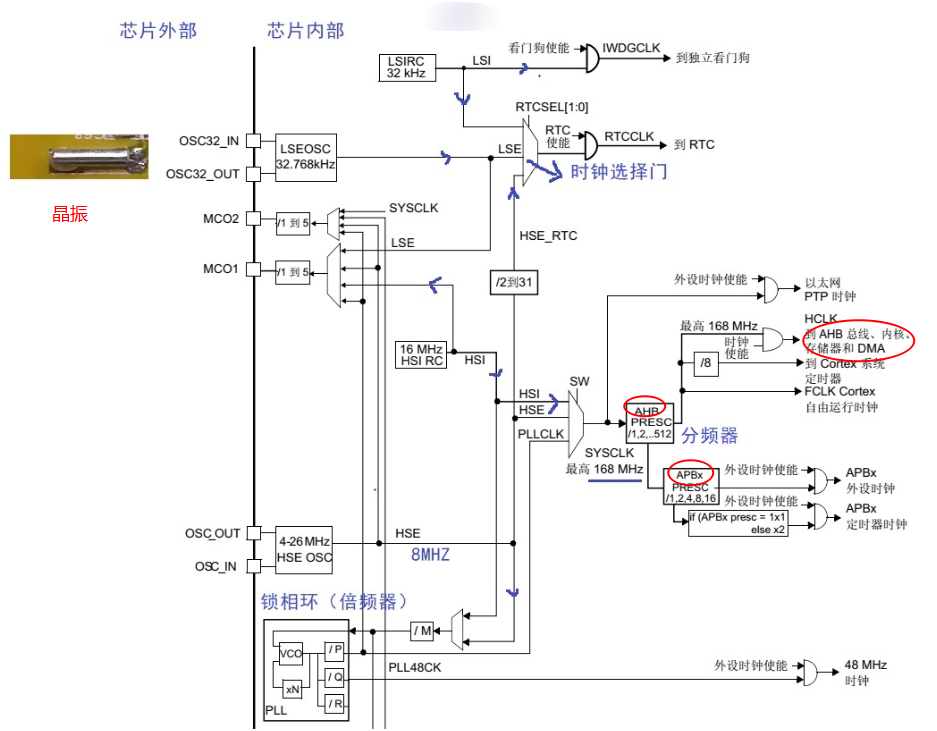 芯片外部
芯片内部
看门狗使能
IWDGCLK
到独立看门狗
LSIRC
32 kHz
LSI
RTCSEL[1:0]
OSC32_IN
OSC32_OUT
LSEOSC
32.768kHz
LSE
RTC
使能
RTCCLK
到 RTC
时钟选择门
晶振
MCO2
/1 到 5
SYSCLK
LSE
HSE_RTC
MCO1
/1 到 5
/2到31
外设时钟使能
以太网
PTP 时钟
16 MHz
HSI RC
HSI
最高 168 MHz
时钟
使能
HCLK
到 AHB 总线、内核、
存储器和 DMA
/8
到 Cortex 系统
定时器
FCLK Cortex
自由运行时钟
SW
HSI
HSE
PLLCLK
AHB
PRESC
/1,2,..512
分频器
SYSCLK
最高 168 MHz
APBx
PRESC
/1,2,4,8,16
外设时钟使能
APBx
外设时钟
外设时钟使能
APBx
定时器时钟
if (APBx presc = 1x1
else x2
OSC_OUT
OSC_IN
4-26 MHz
HSE OSC
HSE
8MHZ
锁相环（倍频器）
/ M
VCO
xN
/ P
/ Q
/ R
PLL
PLL48CK
外设时钟使能
48 MHz
时钟